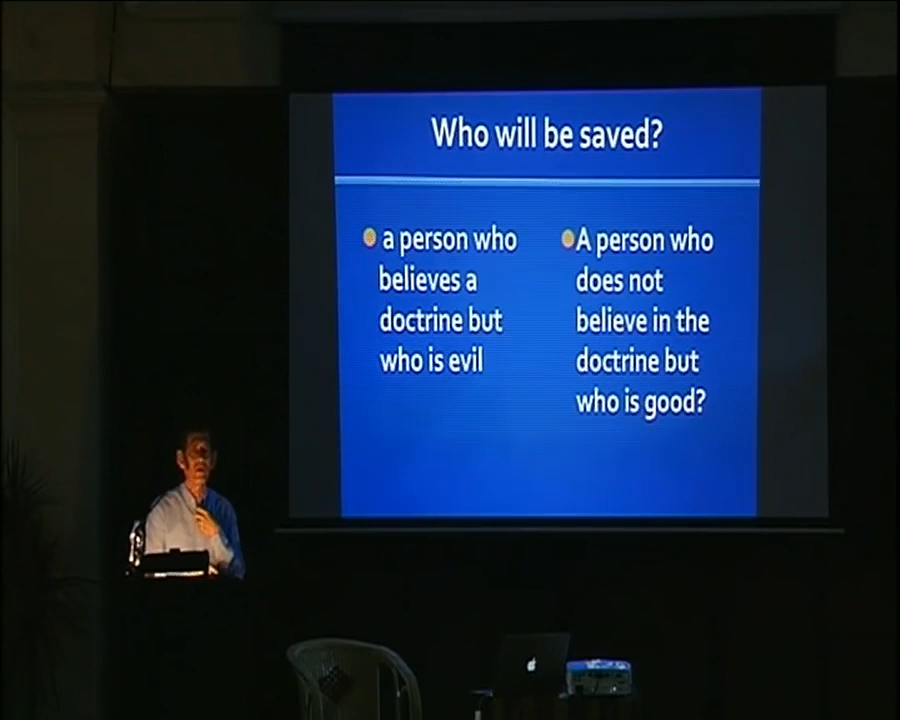 Who will be saved?
a person who
believes a
doctrine but
who is evil
A person who
does not
believe in the
doctrine but
who is good?